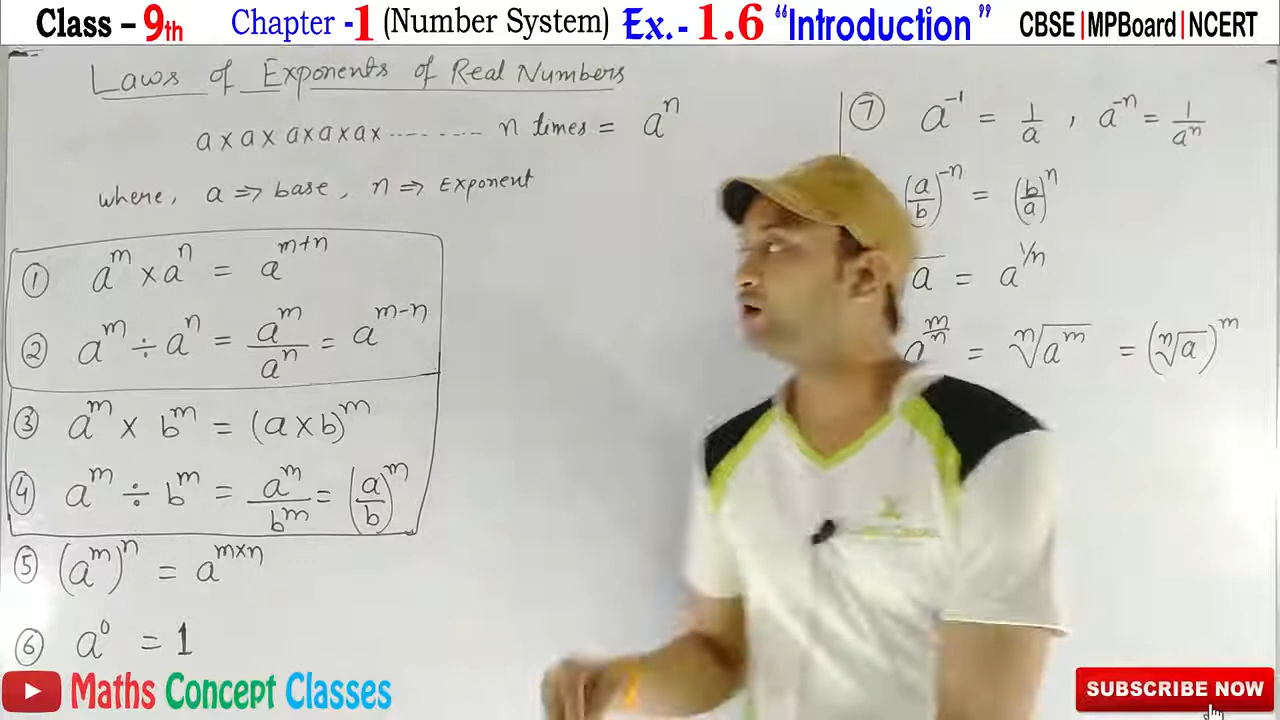 Class – 9th Chapter -1 (Number System) Ex.- 1.6 “Introduction” CBSE | MPBoard | NCERT
Laws of Exponents of Real Numbers
a × a × a × a × a × ---------- n times = a^n
where, a ⇒ base, n ⇒ Exponent
① a^m × a^n = a^(m+n)
② a^m ÷ a^n = a^m/a^n = a^(m-n)
③ a^m × b^m = (a × b)^m
④ a^m ÷ b^m = a^m/b^m = (a/b)^m
⑤ (a^m)^n = a^(m×n)
⑥ a^0 = 1
⑦ a^-1 = 1/a , a^-n = 1/a^n
(a/b)^-n = (b/a)^n
a = a^(1/n)
a^(m/n) = ⁿ√(a^m) = (ⁿ√a)^m
Maths Concept Classes
SUBSCRIBE NOW